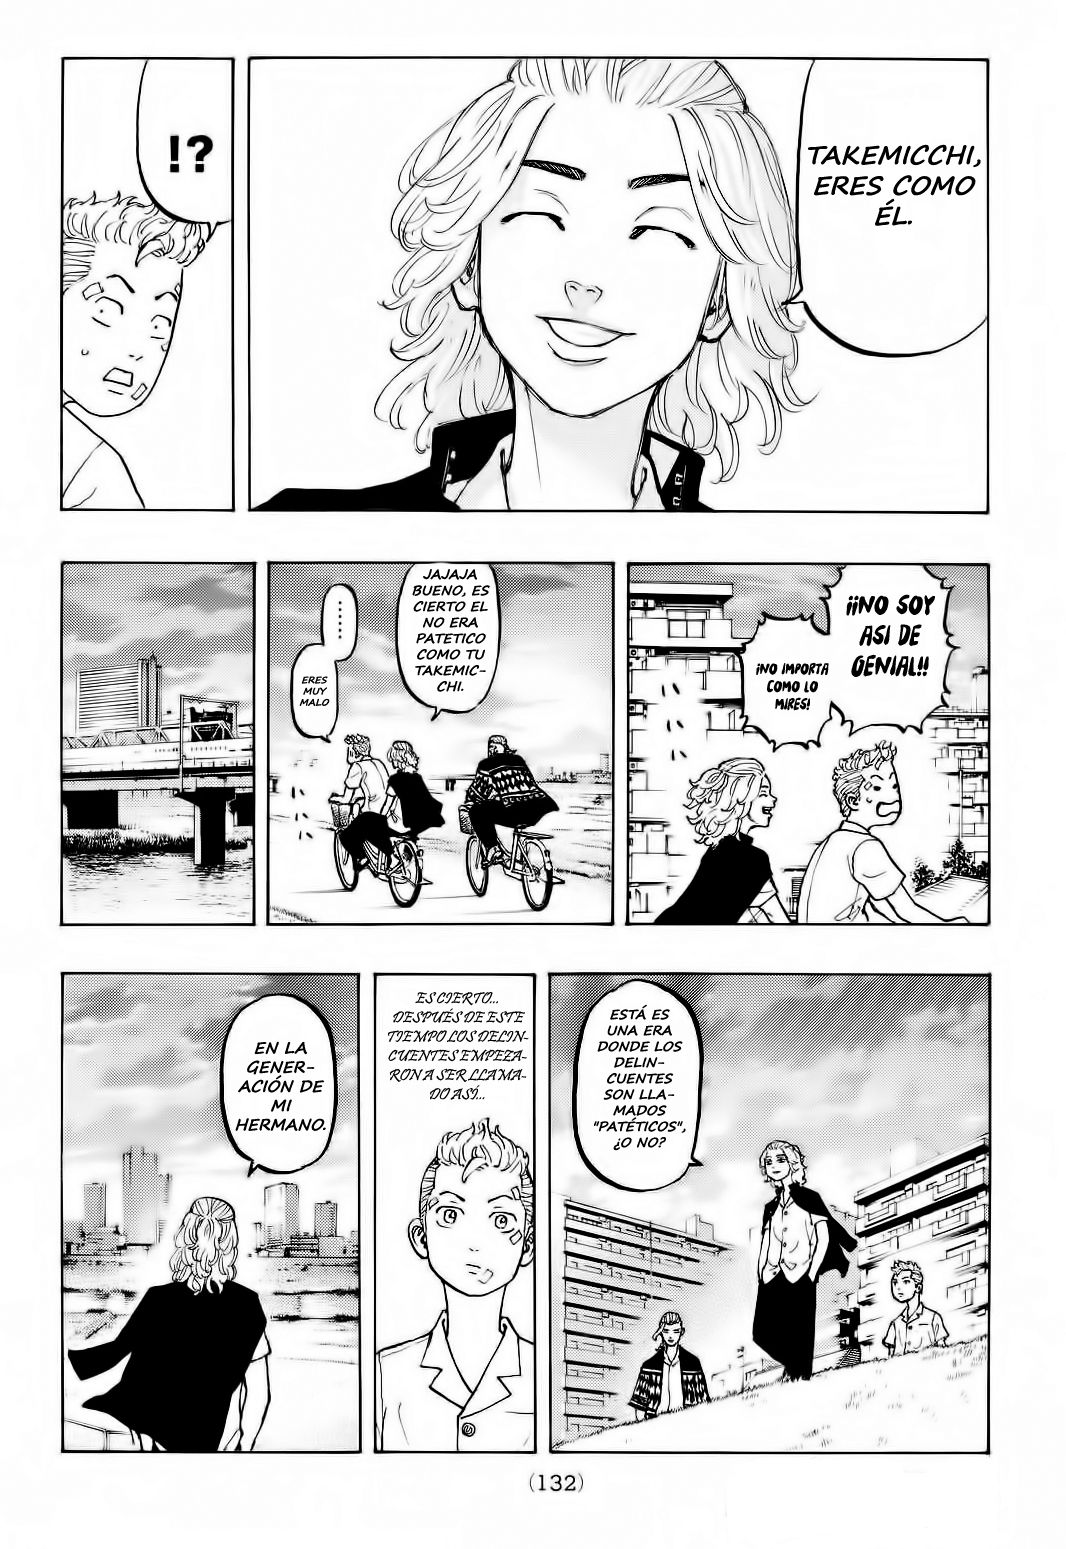 TAKEMICCHI,
ERES COMO
ÉL.
!?
¡¡NO SOY
ASI DE
GENIAL!!
¡NO IMPORTA
COMO LO
MIRES!
JAJAJA
BUENO, ES
CIERTO EL
NO ERA
PATETICO
COMO TU
TAKEMIC-
CHI.
......
ERES
MUY
MALO
ESTÁ ES
UNA ERA
DONDE LOS
DELIN-
CUENTES
SON LLA-
MADOS
"PATÉTICOS",
¿O NO?
ES CIERTO...
DESPUÉS DE ESTE
TIEMPO LOS DELIN-
CUENTES EMPEZA-
RON A SER LLAMA-
DO ASÍ...
EN LA
GENER-
ACIÓN DE
MI
HERMANO.
(132)